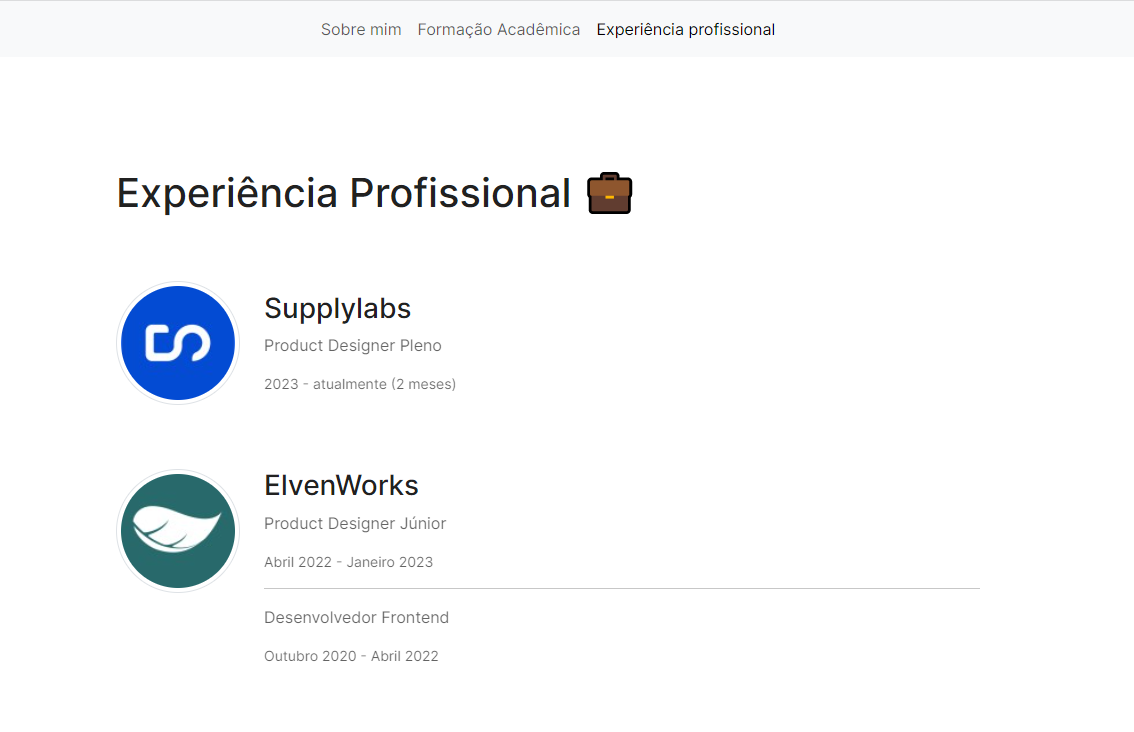 Sobre mim Formação Acadêmica Experiência profissional
Experiência Profissional 💼
Supplylabs
Product Designer Pleno
2023 - atualmente (2 meses)
ElvenWorks
Product Designer Júnior
Abril 2022 - Janeiro 2023
Desenvolvedor Frontend
Outubro 2020 - Abril 2022